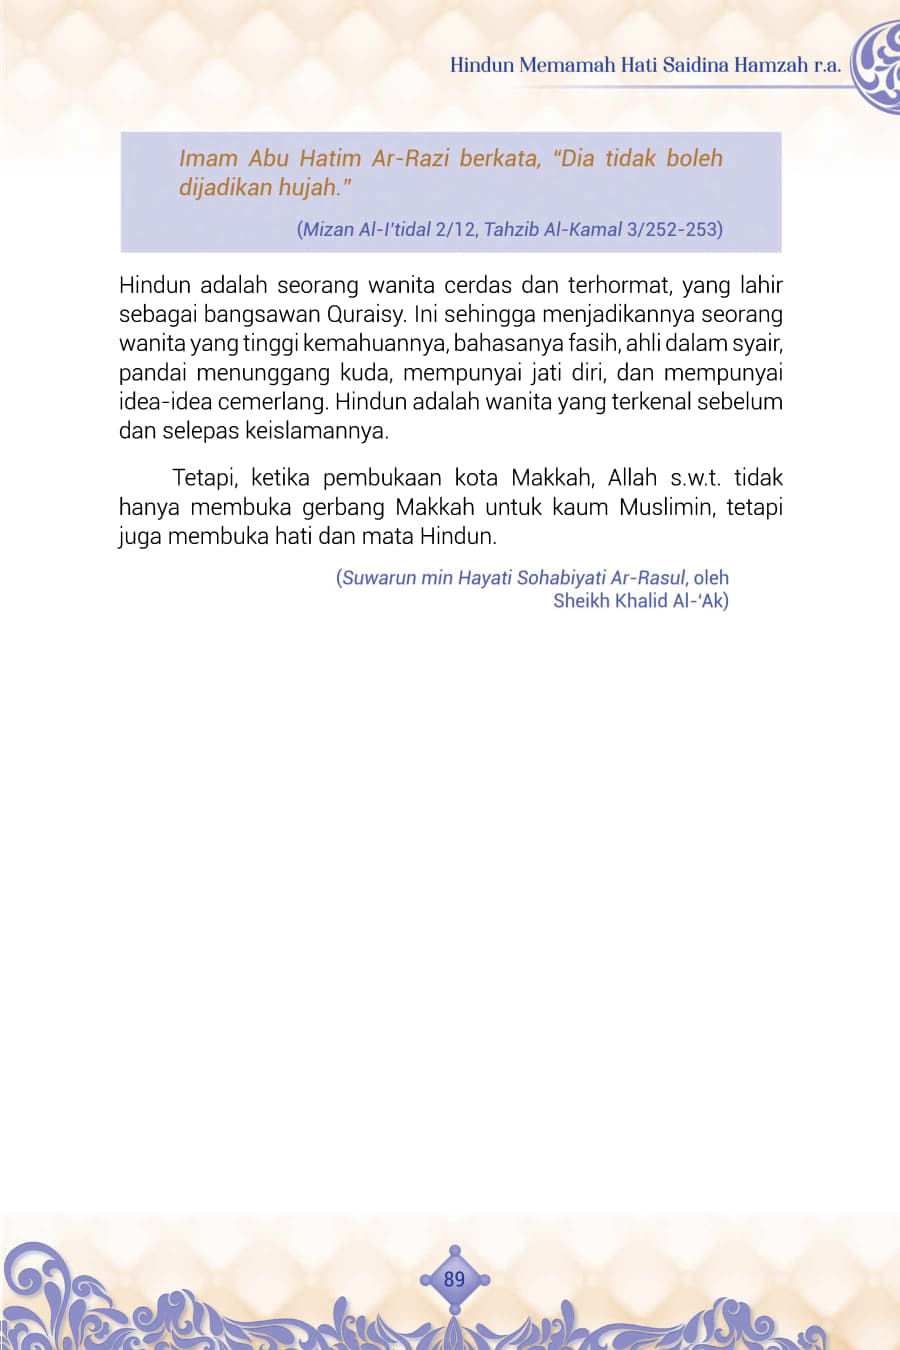 Hindun Memamah Hati Saidina Hamzah r.a.
Imam Abu Hatim Ar-Razi berkata, “Dia tidak boleh
dijadikan hujah.”
(Mizan Al-I’tidal 2/12, Tahzib Al-Kamal 3/252-253)
Hindun adalah seorang wanita cerdas dan terhormat, yang lahir
sebagai bangsawan Quraisy. Ini sehingga menjadikannya seorang
wanita yang tinggi kemahuannya, bahasanya fasih, ahli dalam syair,
pandai menunggang kuda, mempunyai jati diri, dan mempunyai
idea-idea cemerlang. Hindun adalah wanita yang terkenal sebelum
dan selepas keislamannya.
Tetapi, ketika pembukaan kota Makkah, Allah s.w.t. tidak
hanya membuka gerbang Makkah untuk kaum Muslimin, tetapi
juga membuka hati dan mata Hindun.
(Suwarun min Hayati Sohabiyati Ar-Rasul, oleh
Sheikh Khalid Al-‘Ak)
89